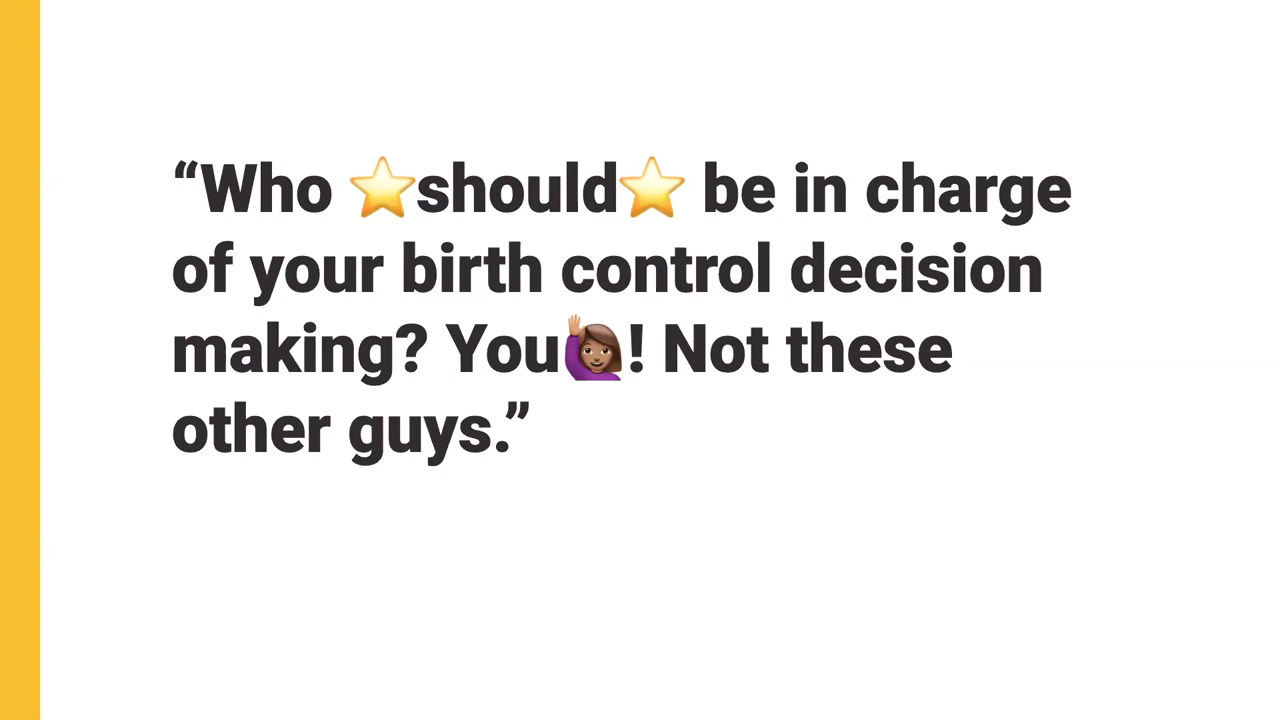 “Who ⭐should⭐ be in charge
of your birth control decision
making? You🙋🏽‍♀️! Not these
other guys.”